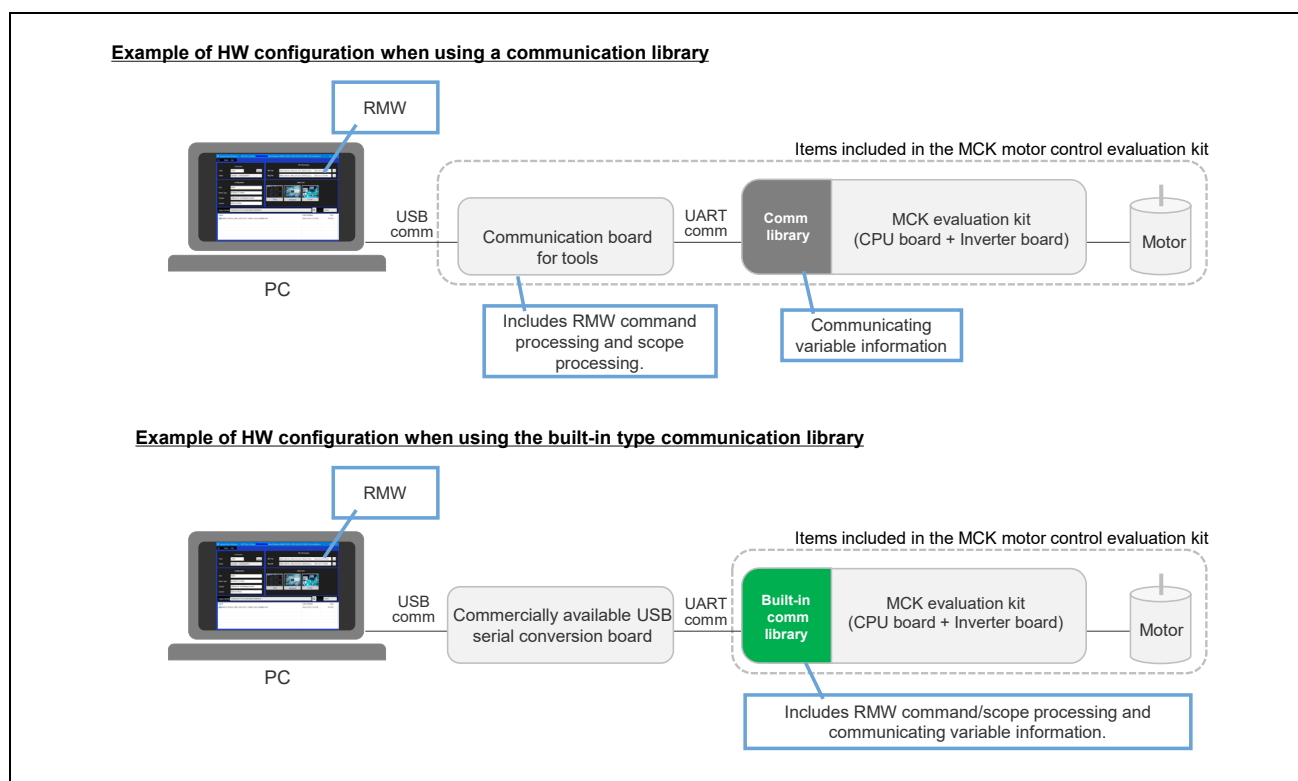 Example of HW configuration when using a communication library
RMW
Items included in the MCK motor control evaluation kit
USB
comm
Communication board
for tools
UART
comm
Comm
library
MCK evaluation kit
(CPU board + Inverter board)
Motor
PC
Includes RMW command
processing and scope
processing.
Communicating
variable information
Example of HW configuration when using the built-in type communication library
RMW
Items included in the MCK motor control evaluation kit
USB
comm
Commercially available USB
serial conversion board
UART
comm
Built-in
comm
library
MCK evaluation kit
(CPU board + Inverter board)
Motor
PC
Includes RMW command/scope processing and
communicating variable information.